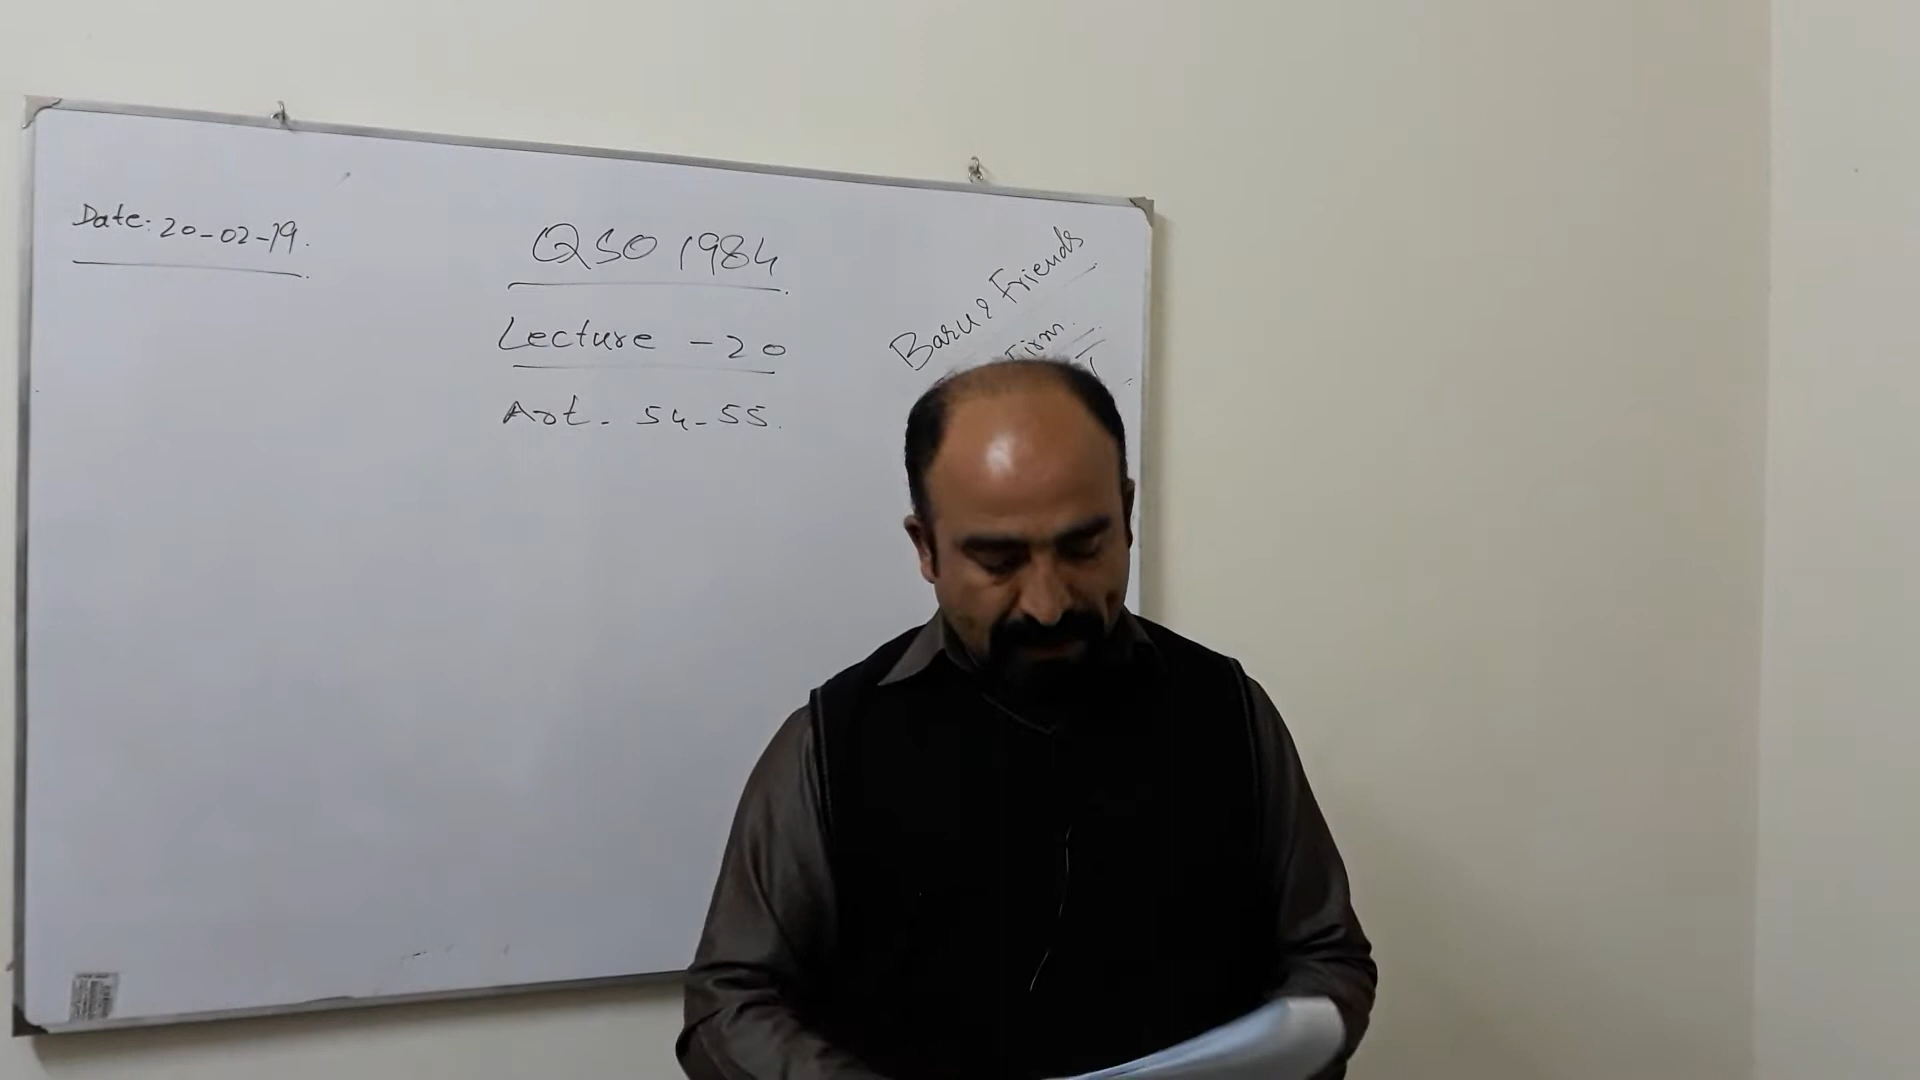 Date: 20-02-19.
QSO 1984
Lecture - 20
Art. 54-55.
Baru & Friends
Firm.